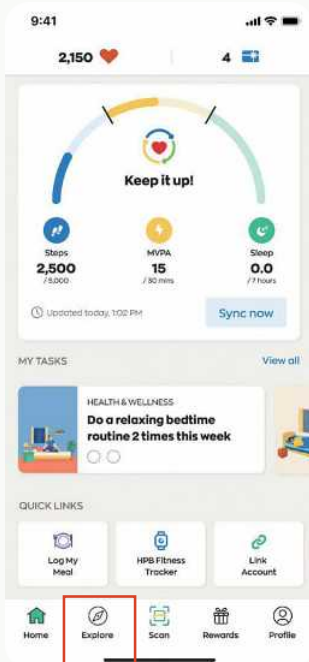 9:41
2,150
4
Keep it up!
Steps
2,500
/5,000
MVPA
15
/30 mins
Sleep
0.0
/7 hours
Updated today, 1:02 PM
Sync now
MY TASKS
View all
HEALTH & WELLNESS
Do a relaxing bedtime
routine 2 times this week
QUICK LINKS
Log My
Meal
HPB Fitness
Tracker
Link
Account
Home
Explore
Scan
Rewards
Profile